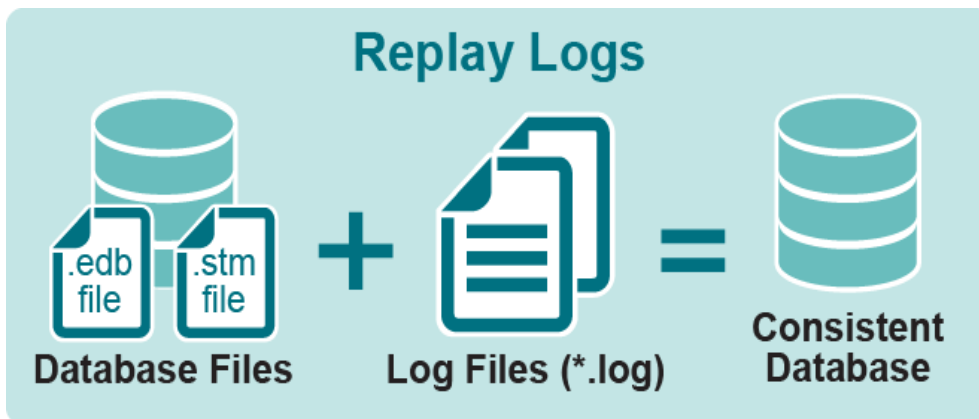 Replay Logs
.edb
file
.stm
file
+
=
Database Files
Log Files (*.log)
Consistent
Database